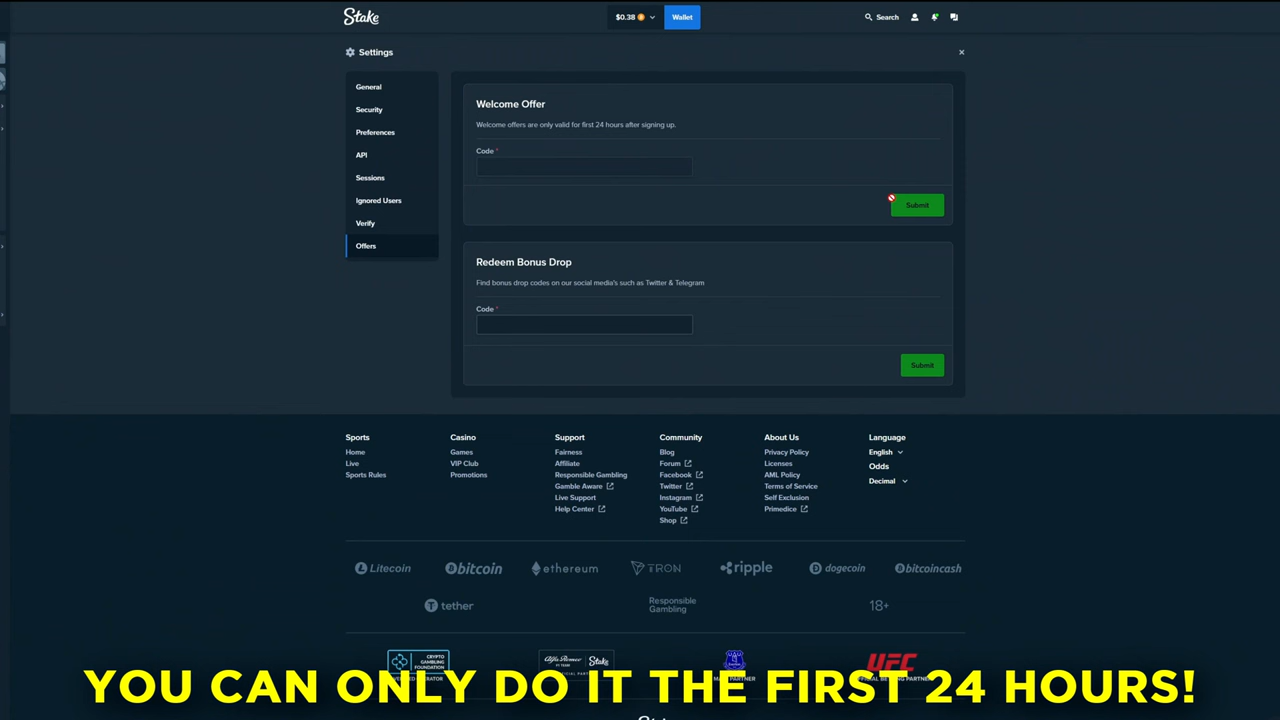 Stake
$0.38
Wallet
Search
Settings
General
Security
Preferences
API
Sessions
Ignored Users
Verify
Offers
Welcome Offer
Welcome offers are only valid for first 24 hours after signing up.
Code *
Submit
Redeem Bonus Drop
Find bonus drop codes on our social media's such as Twitter & Telegram
Code *
Submit
Sports
Home
Live
Sports Rules
Casino
Games
VIP Club
Promotions
Support
Fairness
Affiliate
Responsible Gambling
Gamble Aware
Live Support
Help Center
Community
Blog
Forum
Facebook
Twitter
Instagram
YouTube
Shop
About Us
Privacy Policy
Licenses
AML Policy
Terms of Service
Self Exclusion
Primedice
Language
English
Odds
Decimal
Litecoin
bitcoin
ethereum
TRON
ripple
dogecoin
bitcoincash
tether
Responsible
Gambling
18+
CRYPTO
GAMBLING
FOUNDATION
Alfa Romeo Stake
UFC
YOU CAN ONLY DO IT THE FIRST 24 HOURS!